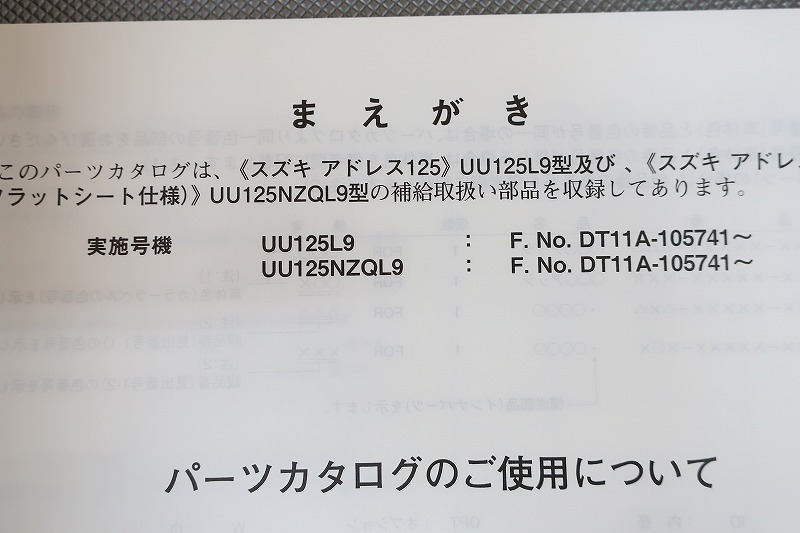 まえがき
このパーツカタログは、《スズキ アドレス125》UU125L9型及び、《スズキ アドレス
フラットシート仕様)》UU125NZQL9型の補給取扱い部品を収録してあります。
実施号機 UU125L9 : F. No. DT11A-105741～
UU125NZQL9 : F. No. DT11A-105741～
パーツカタログのご使用について